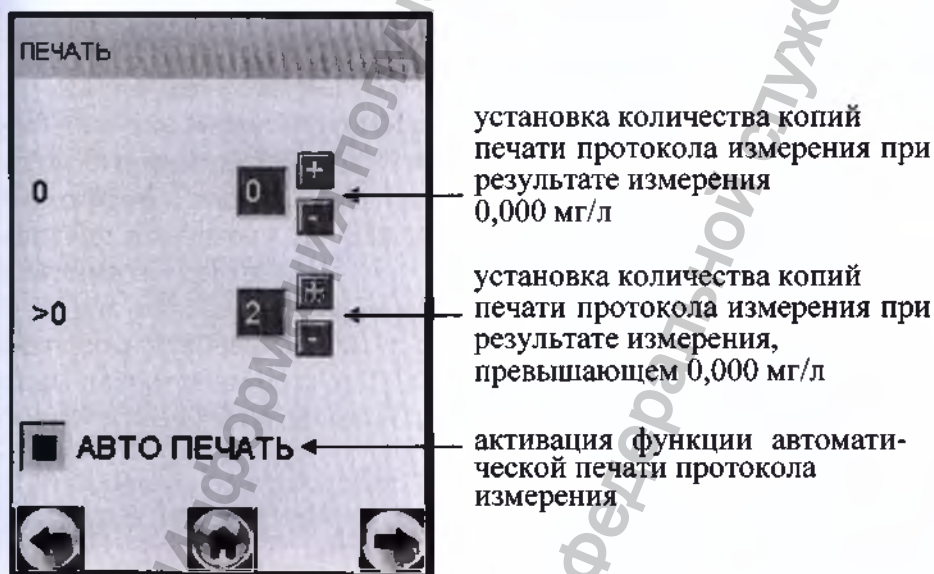 ПЕЧАТЬ
0
0
+
-
установка количества копий
печати протокола измерения при
результате измерения
0,000 мг/л
>0
2
+
-
установка количества копий
печати протокола измерения при
результате измерения,
превышающем 0,000 мг/л
АВТО ПЕЧАТЬ
активация функции автомати-
ческой печати протокола
измерения